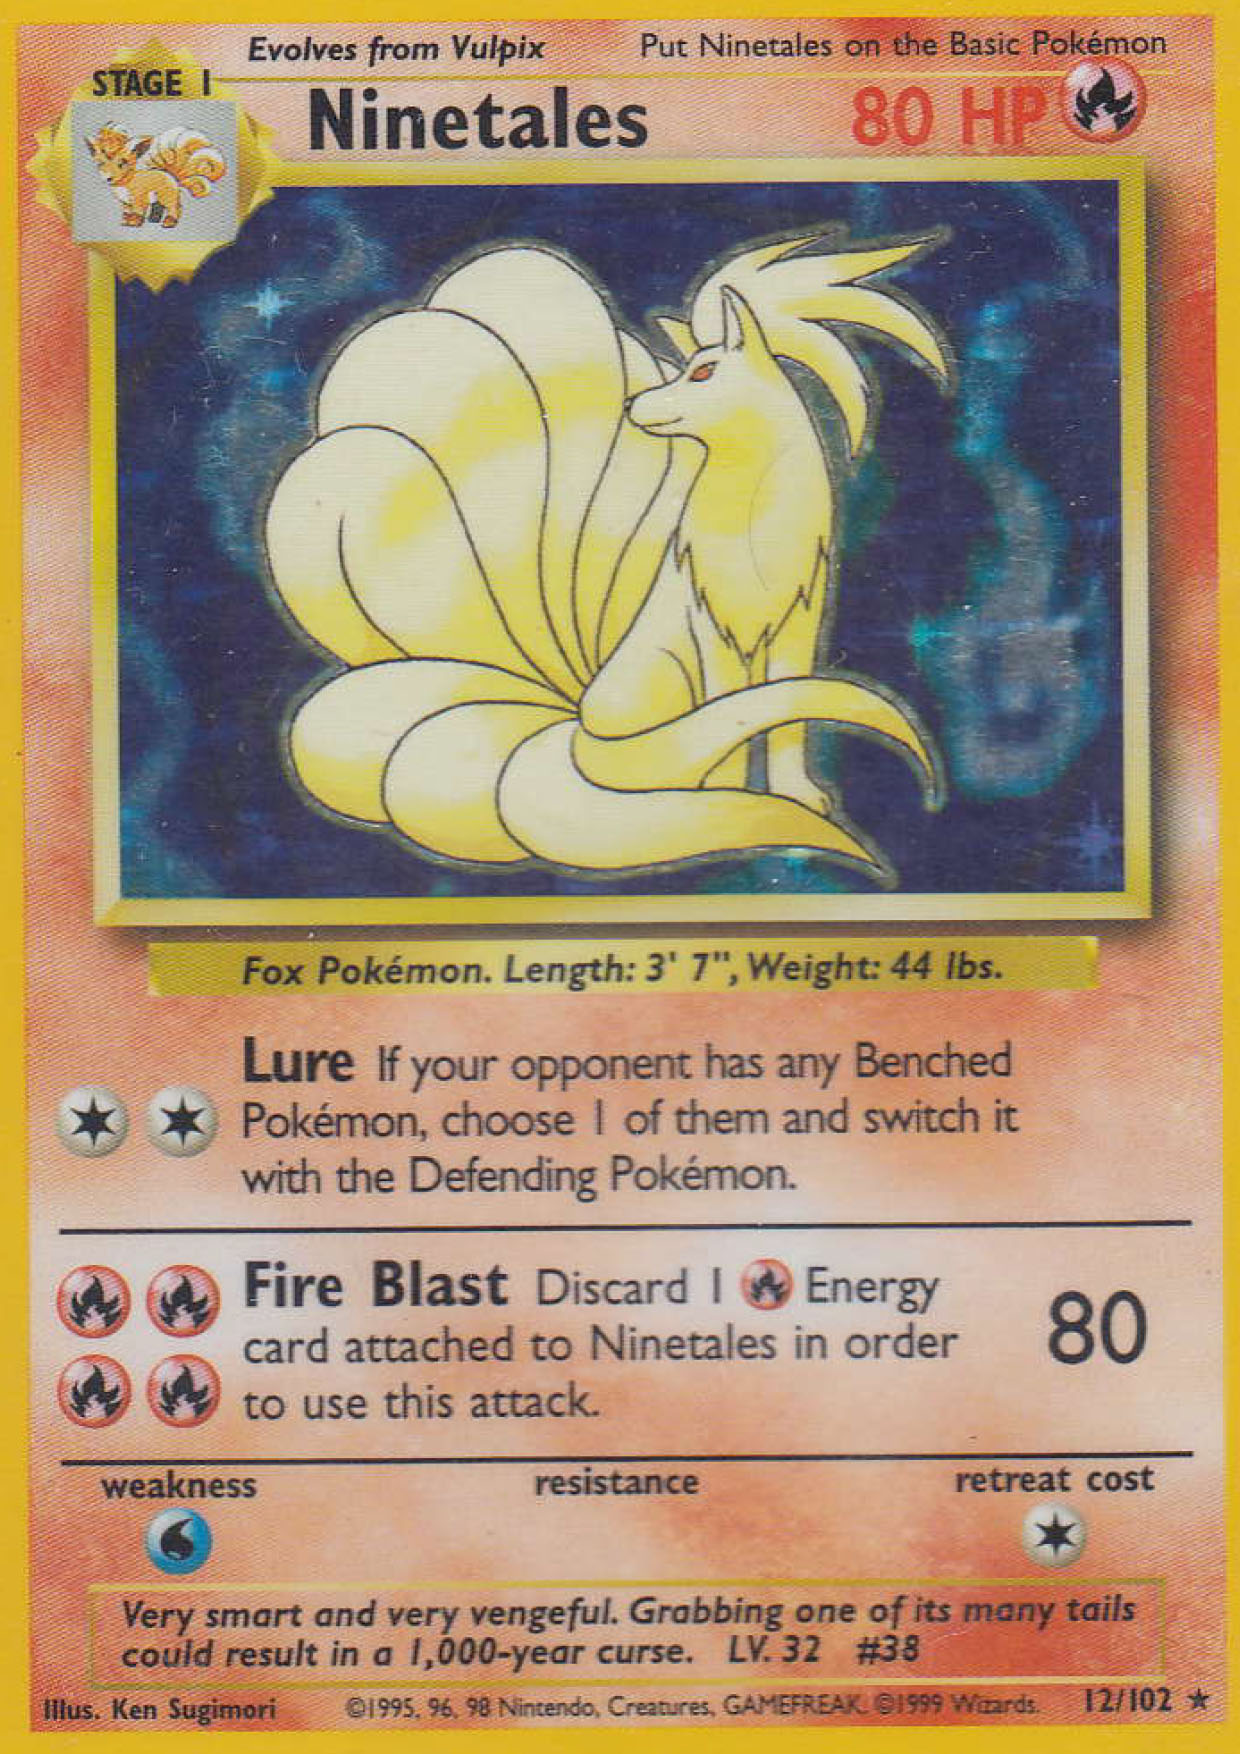 Evolves from Vulpix Put Ninetales on the Basic Pokémon
STAGE 1
Ninetales 80 HP
Fox Pokémon. Length: 3' 7", Weight: 44 lbs.
Lure If your opponent has any Benched
Pokémon, choose 1 of them and switch it
with the Defending Pokémon.
Fire Blast Discard 1 Energy
card attached to Ninetales in order
to use this attack.
80
weakness resistance retreat cost
Very smart and very vengeful. Grabbing one of its many tails
could result in a 1,000-year curse. LV. 32 #38
Illus. Ken Sugimori ©1995, 96, 98 Nintendo, Creatures, GAMEFREAK. ©1999 Wizards. 12/102 ★